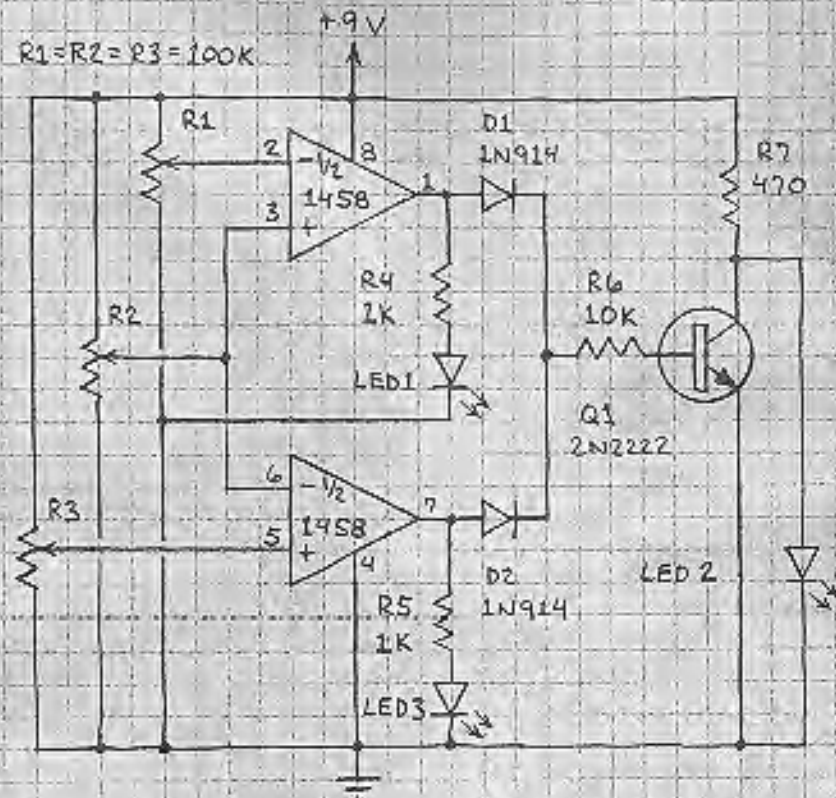 +9V
R1=R2=R3=100K
R1
D1
1N914
R7
470
2
- 1/2
8
1458
1
3
+
R4
1K
R6
10K
R2
LED1
Q1
2N2222
6
- 1/2
7
R3
1458
5
+
4
D2
1N914
LED 2
R5
1K
LED3